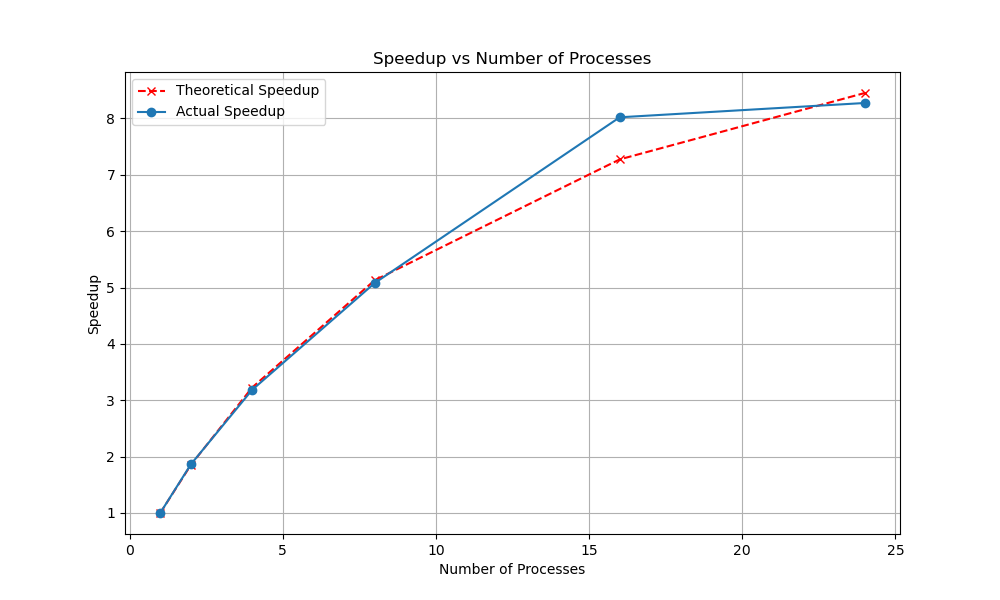 Speedup vs Number of Processes
Theoretical Speedup
Actual Speedup
8
7
6
5
4
3
2
1
Speedup
0 5 10 15 20 25
Number of Processes